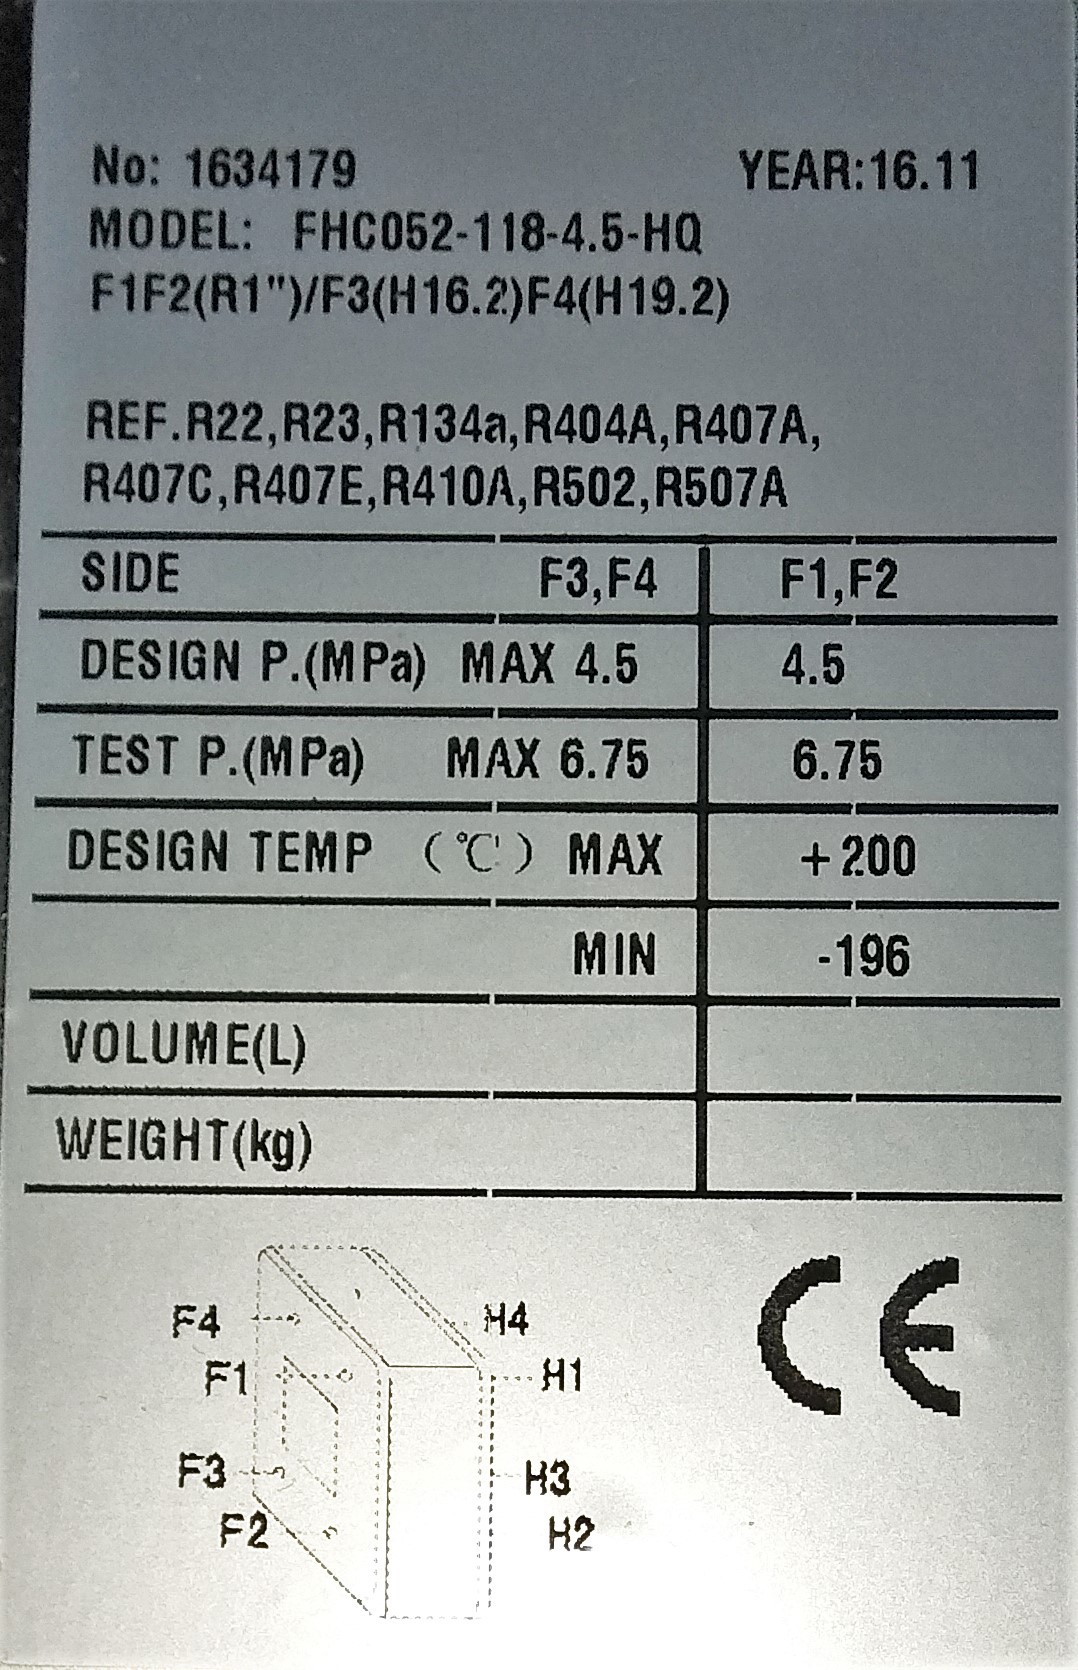 No: 1634179 YEAR:16.11
MODEL: FHC052-118-4.5-HQ
F1F2(R1")/F3(H16.2)F4(H19.2)
REF.R22,R23,R134a,R404A,R407A,
R407C,R407E,R410A,R502,R507A
SIDE F3,F4 F1,F2
DESIGN P.(MPa) MAX 4.5 4.5
TEST P.(MPa) MAX 6.75 6.75
DESIGN TEMP (℃) MAX +200
MIN -196
VOLUME(L)
WEIGHT(kg)
F4 H4
F1 H1
F3 H3
F2 H2
CE